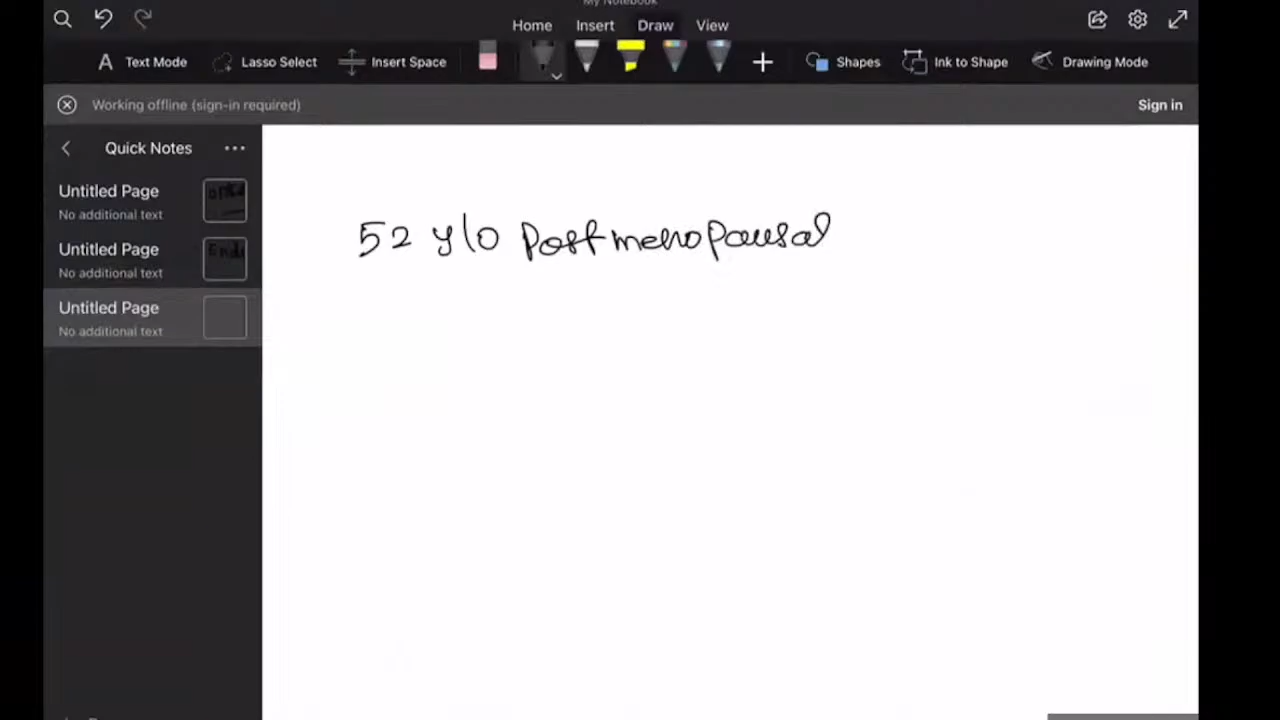 My Notebook
Home Insert Draw View
Text Mode Lasso Select Insert Space Shapes Ink to Shape Drawing Mode
Working offline (sign-in required) Sign in
Quick Notes
Untitled Page
No additional text
Untitled Page
No additional text
Untitled Page
No additional text
52 y/o Postmenopausal